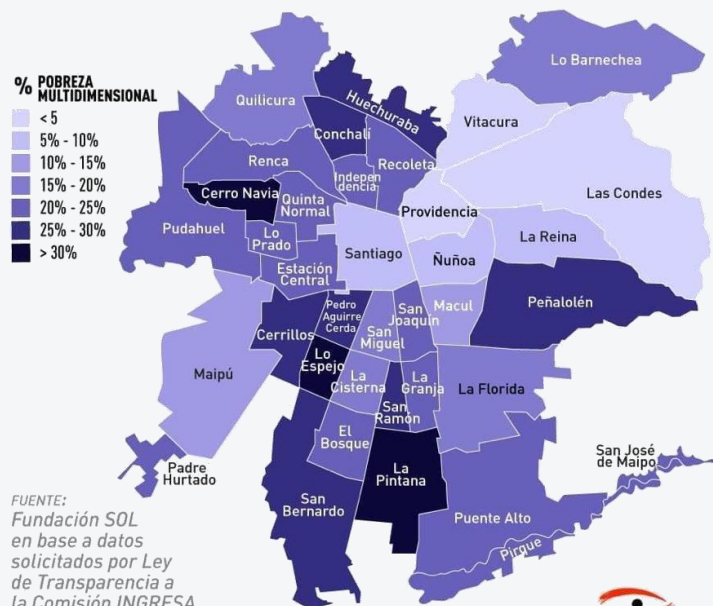 % POBREZA
MULTIDIMENSIONAL
< 5
5% - 10%
10% - 15%
15% - 20%
20% - 25%
25% - 30%
> 30%
Lo Barnechea
Quilicura
Huechuraba
Vitacura
Conchalí
Renca
Recoleta
Indepen
dencia
Las Condes
Cerro Navia
Quinta
Normal
Providencia
Pudahuel
Lo
Prado
Santiago
Ñuñoa
La Reina
Estación
Central
Peñalolén
Pedro
Aguirre
Cerda
San
Joaquín
Macul
Cerrillos
San
Miguel
Maipú
Lo
Espejo
La
Cisterna
La
Granja
La Florida
San
Ramón
El
Bosque
Padre
Hurtado
San José
de Maipo
La
Pintana
San
Bernardo
Puente Alto
Pirque
FUENTE:
Fundación SOL
en base a datos
solicitados por Ley
de Transparencia a
la Comisión INGRESA